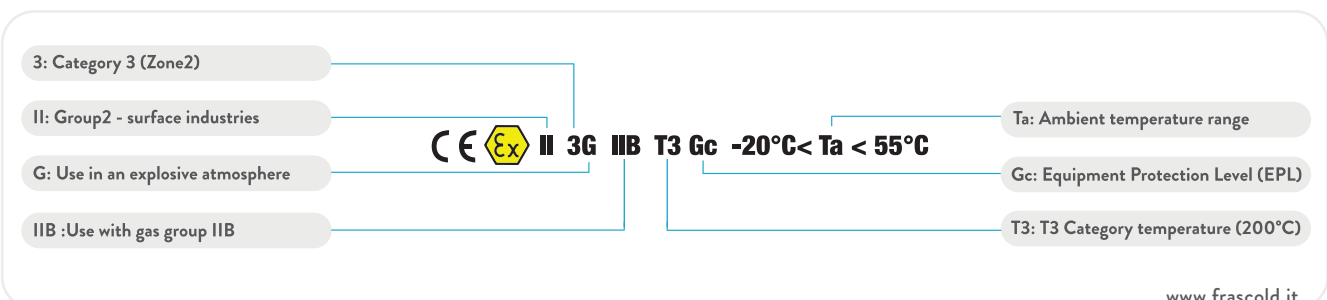 3: Category 3 (Zone2)
II: Group2 - surface industries
G: Use in an explosive atmosphere
IIB :Use with gas group IIB
CE Ex II 3G IIB T3 Gc -20°C< Ta < 55°C
Ta: Ambient temperature range
Gc: Equipment Protection Level (EPL)
T3: T3 Category temperature (200°C)
www.frascold.it